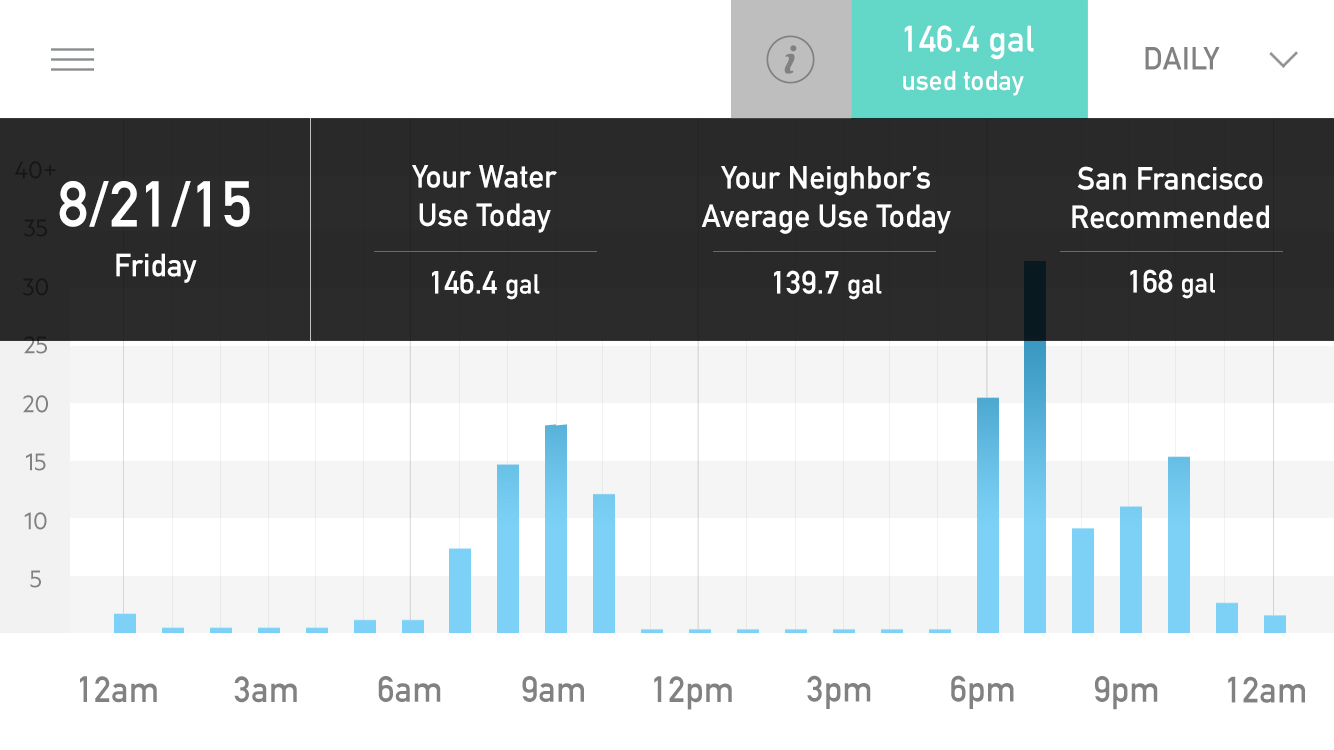 146.4 gal
used today
DAILY
8/21/15
Friday
Your Water
Use Today
146.4 gal
Your Neighbor's
Average Use Today
139.7 gal
San Francisco
Recommended
168 gal
40+
35
30
25
20
15
10
5
12am 3am 6am 9am 12pm 3pm 6pm 9pm 12am